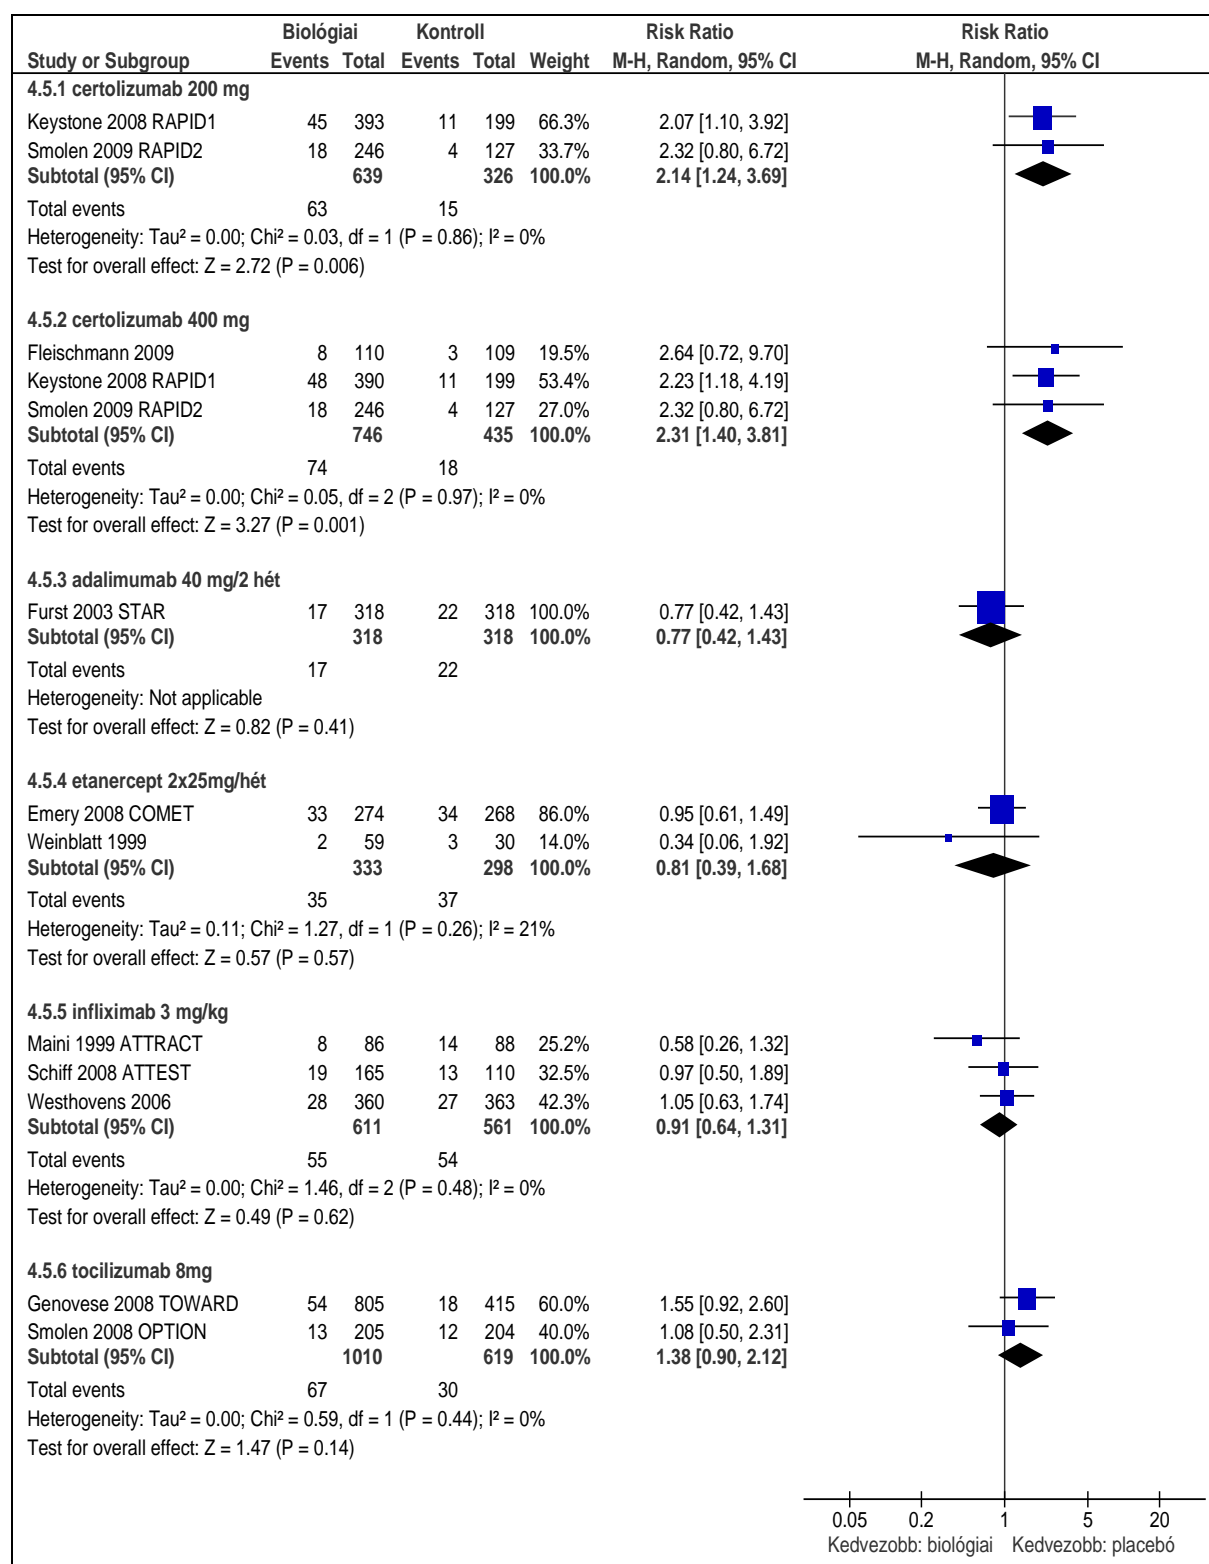 Biológiai Kontroll Risk Ratio Risk Ratio
Study or Subgroup Events Total Events Total Weight M-H, Random, 95% CI M-H, Random, 95% CI
4.5.1 certolizumab 200 mg
Keystone 2008 RAPID1 45 393 11 199 66.3% 2.07 [1.10, 3.92]
Smolen 2009 RAPID2 18 246 4 127 33.7% 2.32 [0.80, 6.72]
Subtotal (95% CI) 639 326 100.0% 2.14 [1.24, 3.69]
Total events 63 15
Heterogeneity: Tau² = 0.00; Chi² = 0.03, df = 1 (P = 0.86); I² = 0%
Test for overall effect: Z = 2.72 (P = 0.006)
4.5.2 certolizumab 400 mg
Fleischmann 2009 8 110 3 109 19.5% 2.64 [0.72, 9.70]
Keystone 2008 RAPID1 48 390 11 199 53.4% 2.23 [1.18, 4.19]
Smolen 2009 RAPID2 18 246 4 127 27.0% 2.32 [0.80, 6.72]
Subtotal (95% CI) 746 435 100.0% 2.31 [1.40, 3.81]
Total events 74 18
Heterogeneity: Tau² = 0.00; Chi² = 0.05, df = 2 (P = 0.97); I² = 0%
Test for overall effect: Z = 3.27 (P = 0.001)
4.5.3 adalimumab 40 mg/2 hét
Furst 2003 STAR 17 318 22 318 100.0% 0.77 [0.42, 1.43]
Subtotal (95% CI) 318 318 100.0% 0.77 [0.42, 1.43]
Total events 17 22
Heterogeneity: Not applicable
Test for overall effect: Z = 0.82 (P = 0.41)
4.5.4 etanercept 2x25mg/hét
Emery 2008 COMET 33 274 34 268 86.0% 0.95 [0.61, 1.49]
Weinblatt 1999 2 59 3 30 14.0% 0.34 [0.06, 1.92]
Subtotal (95% CI) 333 298 100.0% 0.81 [0.39, 1.68]
Total events 35 37
Heterogeneity: Tau² = 0.11; Chi² = 1.27, df = 1 (P = 0.26); I² = 21%
Test for overall effect: Z = 0.57 (P = 0.57)
4.5.5 infliximab 3 mg/kg
Maini 1999 ATTRACT 8 86 14 88 25.2% 0.58 [0.26, 1.32]
Schiff 2008 ATTEST 19 165 13 110 32.5% 0.97 [0.50, 1.89]
Westhovens 2006 28 360 27 363 42.3% 1.05 [0.63, 1.74]
Subtotal (95% CI) 611 561 100.0% 0.91 [0.64, 1.31]
Total events 55 54
Heterogeneity: Tau² = 0.00; Chi² = 1.46, df = 2 (P = 0.48); I² = 0%
Test for overall effect: Z = 0.49 (P = 0.62)
4.5.6 tocilizumab 8mg
Genovese 2008 TOWARD 54 805 18 415 60.0% 1.55 [0.92, 2.60]
Smolen 2008 OPTION 13 205 12 204 40.0% 1.08 [0.50, 2.31]
Subtotal (95% CI) 1010 619 100.0% 1.38 [0.90, 2.12]
Total events 67 30
Heterogeneity: Tau² = 0.00; Chi² = 0.59, df = 1 (P = 0.44); I² = 0%
Test for overall effect: Z = 1.47 (P = 0.14)
0.05 0.2 1 5 20
Kedvezobb: biológiai Kedvezobb: placebó